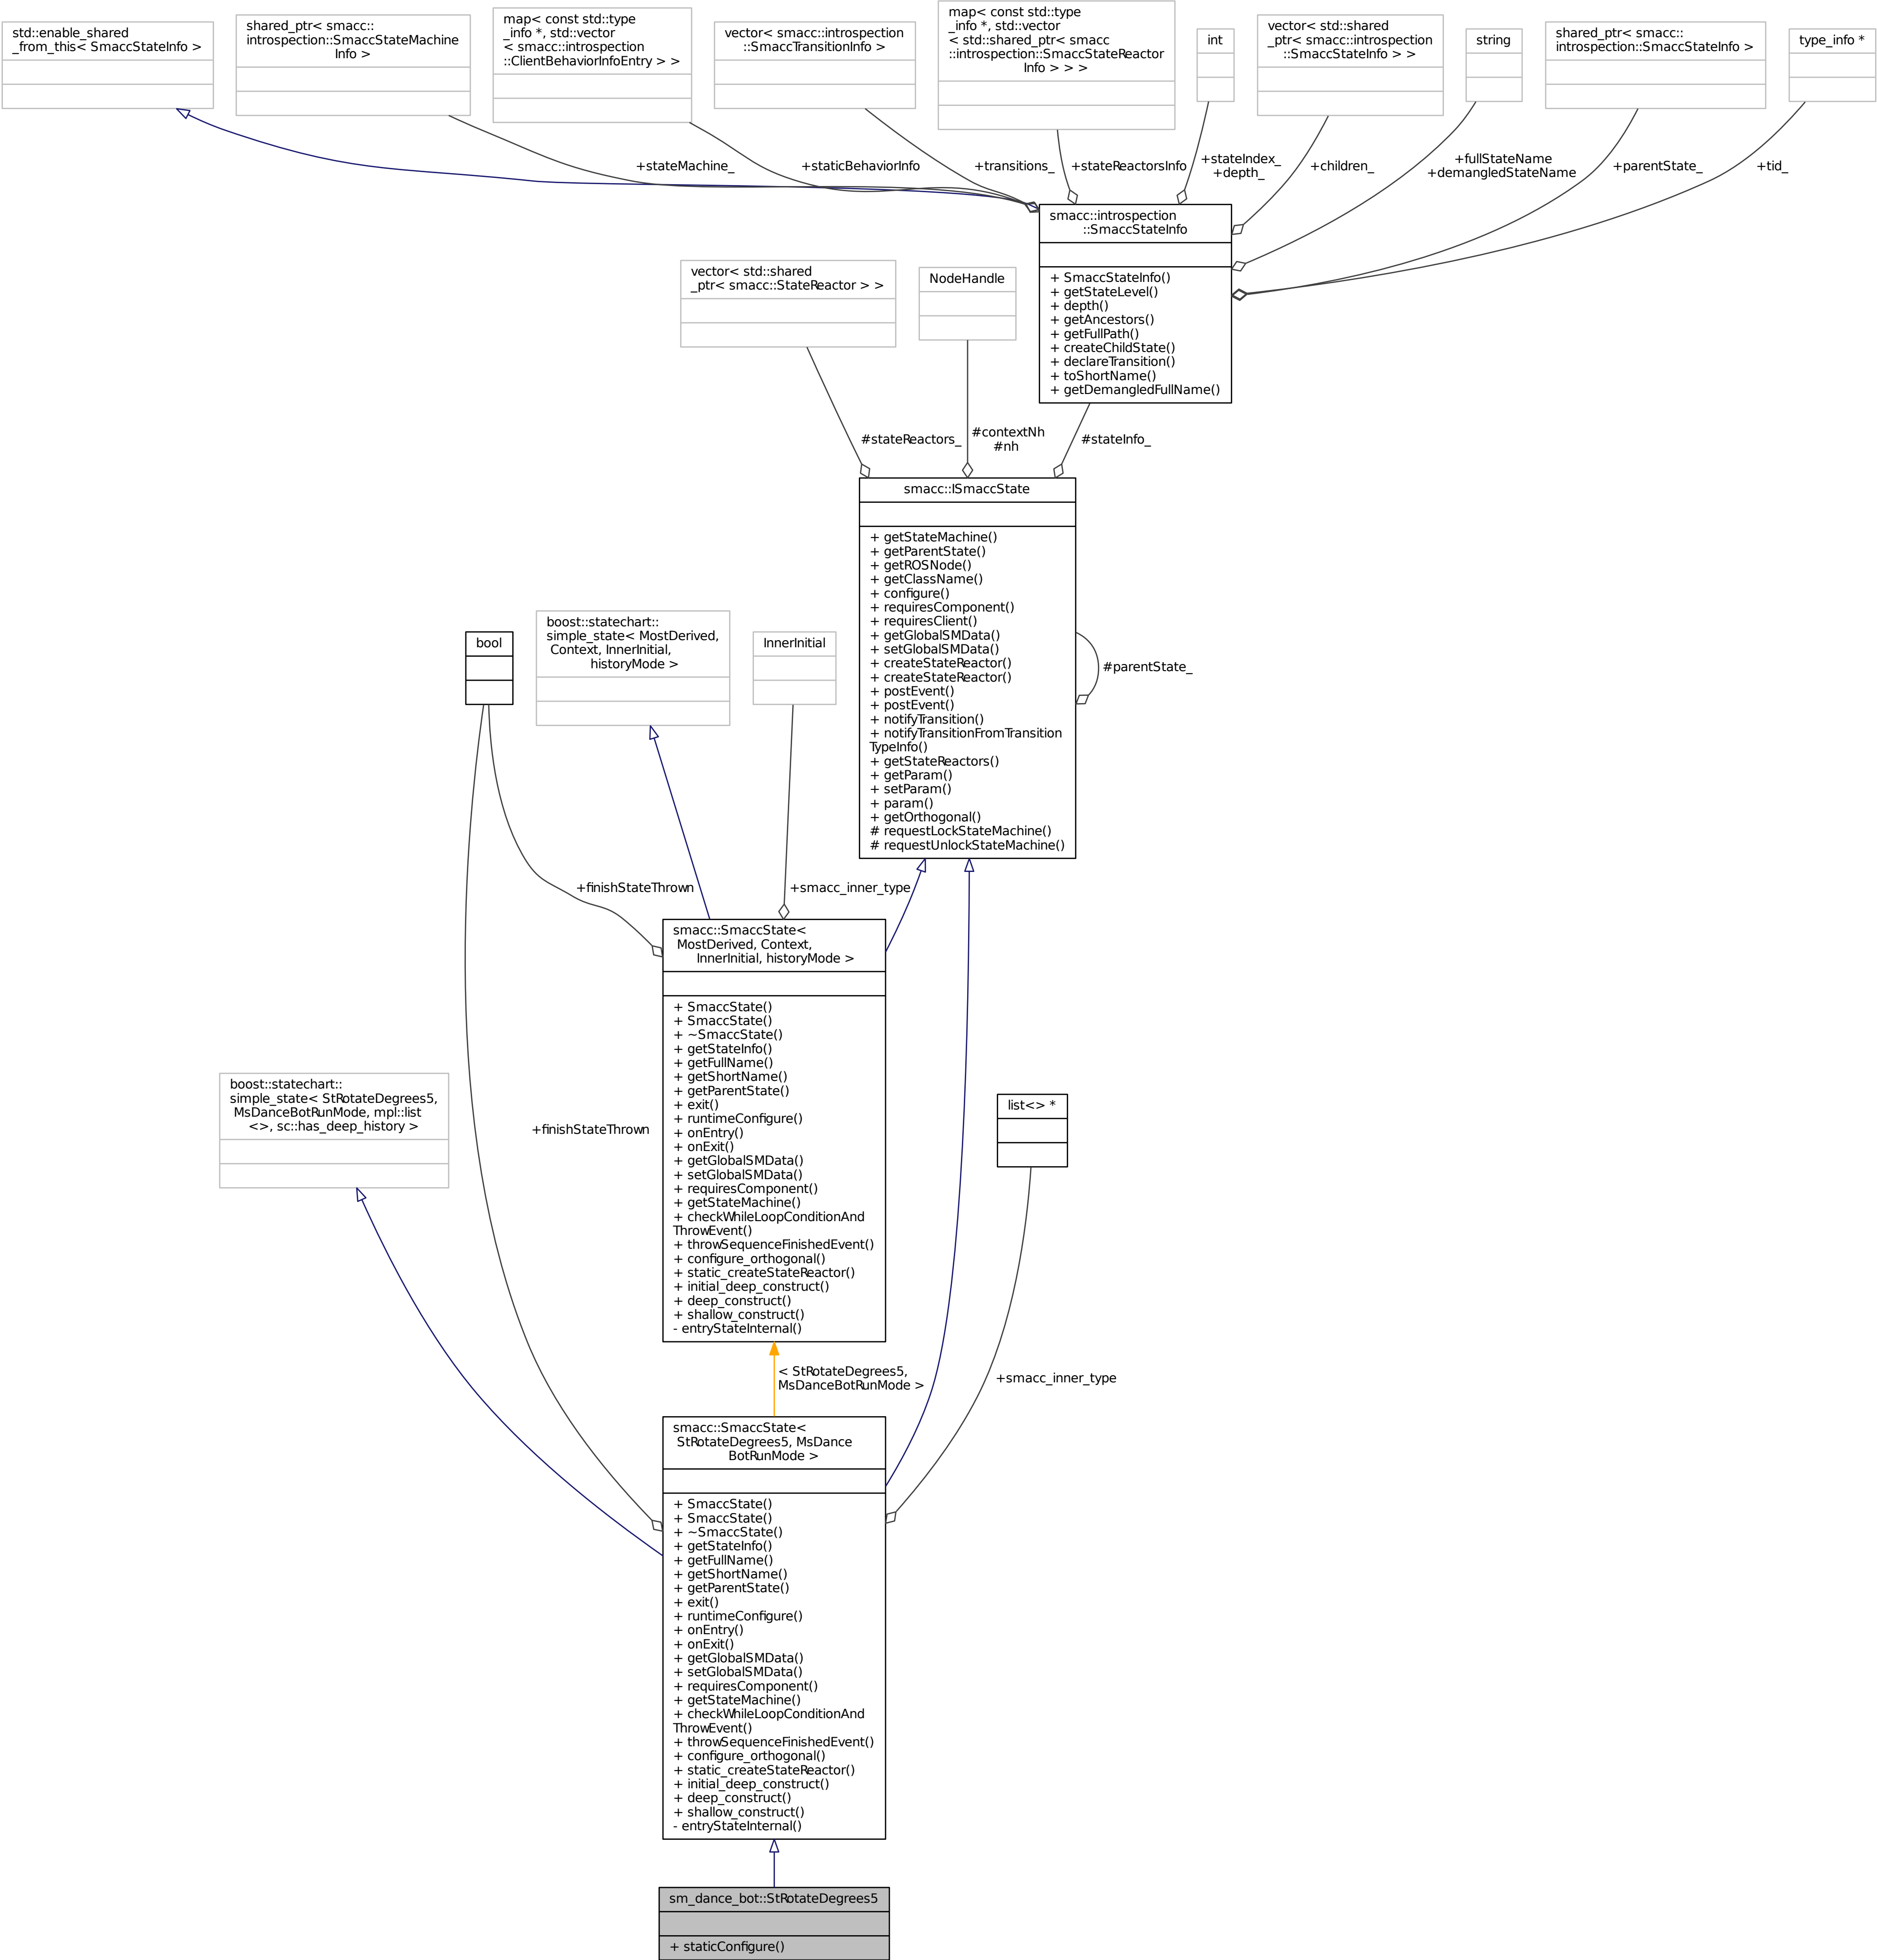 std::enable_shared
_from_this< SmaccStateInfo >
shared_ptr< smacc::
introspection::SmaccStateMachine
Info >
map< const std::type
_info *, std::vector
< smacc::introspection
::ClientBehaviorInfoEntry > >
vector< smacc::introspection
::SmaccTransitionInfo >
map< const std::type
_info *, std::vector
< std::shared_ptr< smacc
::introspection::SmaccStateReactor
Info > > >
int
vector< std::shared
_ptr< smacc::introspection
::SmaccStateInfo > >
string
shared_ptr< smacc::
introspection::SmaccStateInfo >
type_info *
+stateMachine_
+staticBehaviorInfo
+transitions_
+stateReactorsInfo
+stateIndex_
+depth_
+children_
+fullStateName
+demangledStateName
+parentState_
+tid_
smacc::introspection
::SmaccStateInfo
+ SmaccStateInfo()
+ getStateLevel()
+ depth()
+ getAncestors()
+ getFullPath()
+ createChildState()
+ declareTransition()
+ toShortName()
+ getDemangledFullName()
vector< std::shared
_ptr< smacc::StateReactor > >
NodeHandle
#stateReactors_
#contextNh
#nh
#stateInfo_
smacc::ISmaccState
+ getStateMachine()
+ getParentState()
+ getROSNode()
+ getClassName()
+ configure()
+ requiresComponent()
+ requiresClient()
+ getGlobalSMData()
+ setGlobalSMData()
+ createStateReactor()
+ createStateReactor()
+ postEvent()
+ postEvent()
+ notifyTransition()
+ notifyTransitionFromTransition
TypeInfo()
+ getStateReactors()
+ getParam()
+ setParam()
+ param()
+ getOrthogonal()
# requestLockStateMachine()
# requestUnlockStateMachine()
#parentState_
bool
boost::statechart::
simple_state< MostDerived,
Context, InnerInitial,
historyMode >
InnerInitial
+finishStateThrown
+smacc_inner_type
smacc::SmaccState<
MostDerived, Context,
InnerInitial, historyMode >
+ SmaccState()
+ SmaccState()
+ ~SmaccState()
+ getStateInfo()
+ getFullName()
+ getShortName()
+ getParentState()
+ exit()
+ runtimeConfigure()
+ onEntry()
+ onExit()
+ getGlobalSMData()
+ setGlobalSMData()
+ requiresComponent()
+ getStateMachine()
+ checkWhileLoopConditionAnd
ThrowEvent()
+ throwSequenceFinishedEvent()
+ configure_orthogonal()
+ static_createStateReactor()
+ initial_deep_construct()
+ deep_construct()
+ shallow_construct()
- entryStateInternal()
boost::statechart::
simple_state< StRotateDegrees5,
MsDanceBotRunMode, mpl::list
<>, sc::has_deep_history >
+finishStateThrown
list<> *
< StRotateDegrees5,
MsDanceBotRunMode >
+smacc_inner_type
smacc::SmaccState<
StRotateDegrees5, MsDance
BotRunMode >
+ SmaccState()
+ SmaccState()
+ ~SmaccState()
+ getStateInfo()
+ getFullName()
+ getShortName()
+ getParentState()
+ exit()
+ runtimeConfigure()
+ onEntry()
+ onExit()
+ getGlobalSMData()
+ setGlobalSMData()
+ requiresComponent()
+ getStateMachine()
+ checkWhileLoopConditionAnd
ThrowEvent()
+ throwSequenceFinishedEvent()
+ configure_orthogonal()
+ static_createStateReactor()
+ initial_deep_construct()
+ deep_construct()
+ shallow_construct()
- entryStateInternal()
sm_dance_bot::StRotateDegrees5
+ staticConfigure()